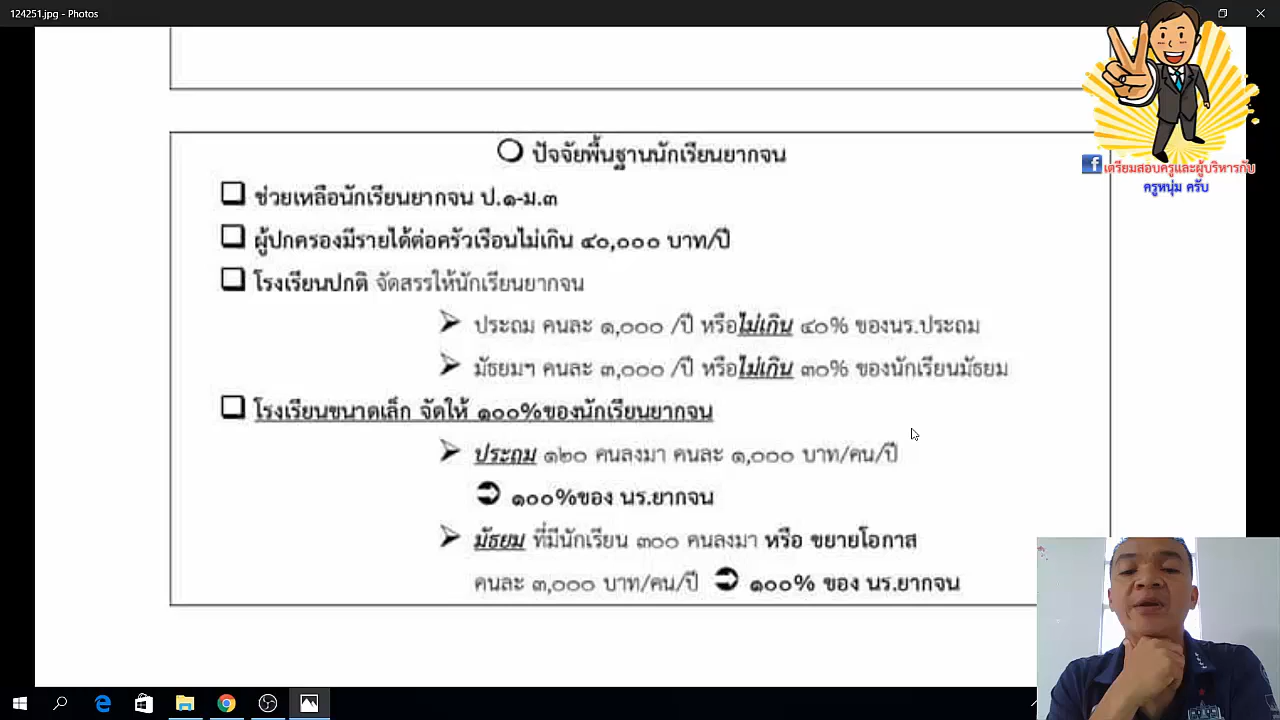 124251.jpg - Photos
เตรียมสอบครูและผู้บริหารกับ
ครูหนุ่ม ครับ
ปัจจัยพื้นฐานนักเรียนยากจน
ช่วยเหลือนักเรียนยากจน ป.๑-ม.๓
ผู้ปกครองมีรายได้ต่อครัวเรือนไม่เกิน ๔๐,๐๐๐ บาท/ปี
โรงเรียนปกติ จัดสรรให้นักเรียนยากจน
ประถม คนละ ๑,๐๐๐ /ปี หรือไม่เกิน ๔๐% ของนร.ประถม
มัธยมฯ คนละ ๓,๐๐๐ /ปี หรือไม่เกิน ๓๐% ของนักเรียนมัธยม
โรงเรียนขนาดเล็ก จัดให้ ๑๐๐%ของนักเรียนยากจน
ประถม ๑๒๐ คนลงมา คนละ ๑,๐๐๐ บาท/คน/ปี
๑๐๐%ของ นร.ยากจน
มัธยม ที่มีนักเรียน ๓๐๐ คนลงมา หรือ ขยายโอกาส
คนละ ๓,๐๐๐ บาท/คน/ปี ๑๐๐% ของ นร.ยากจน